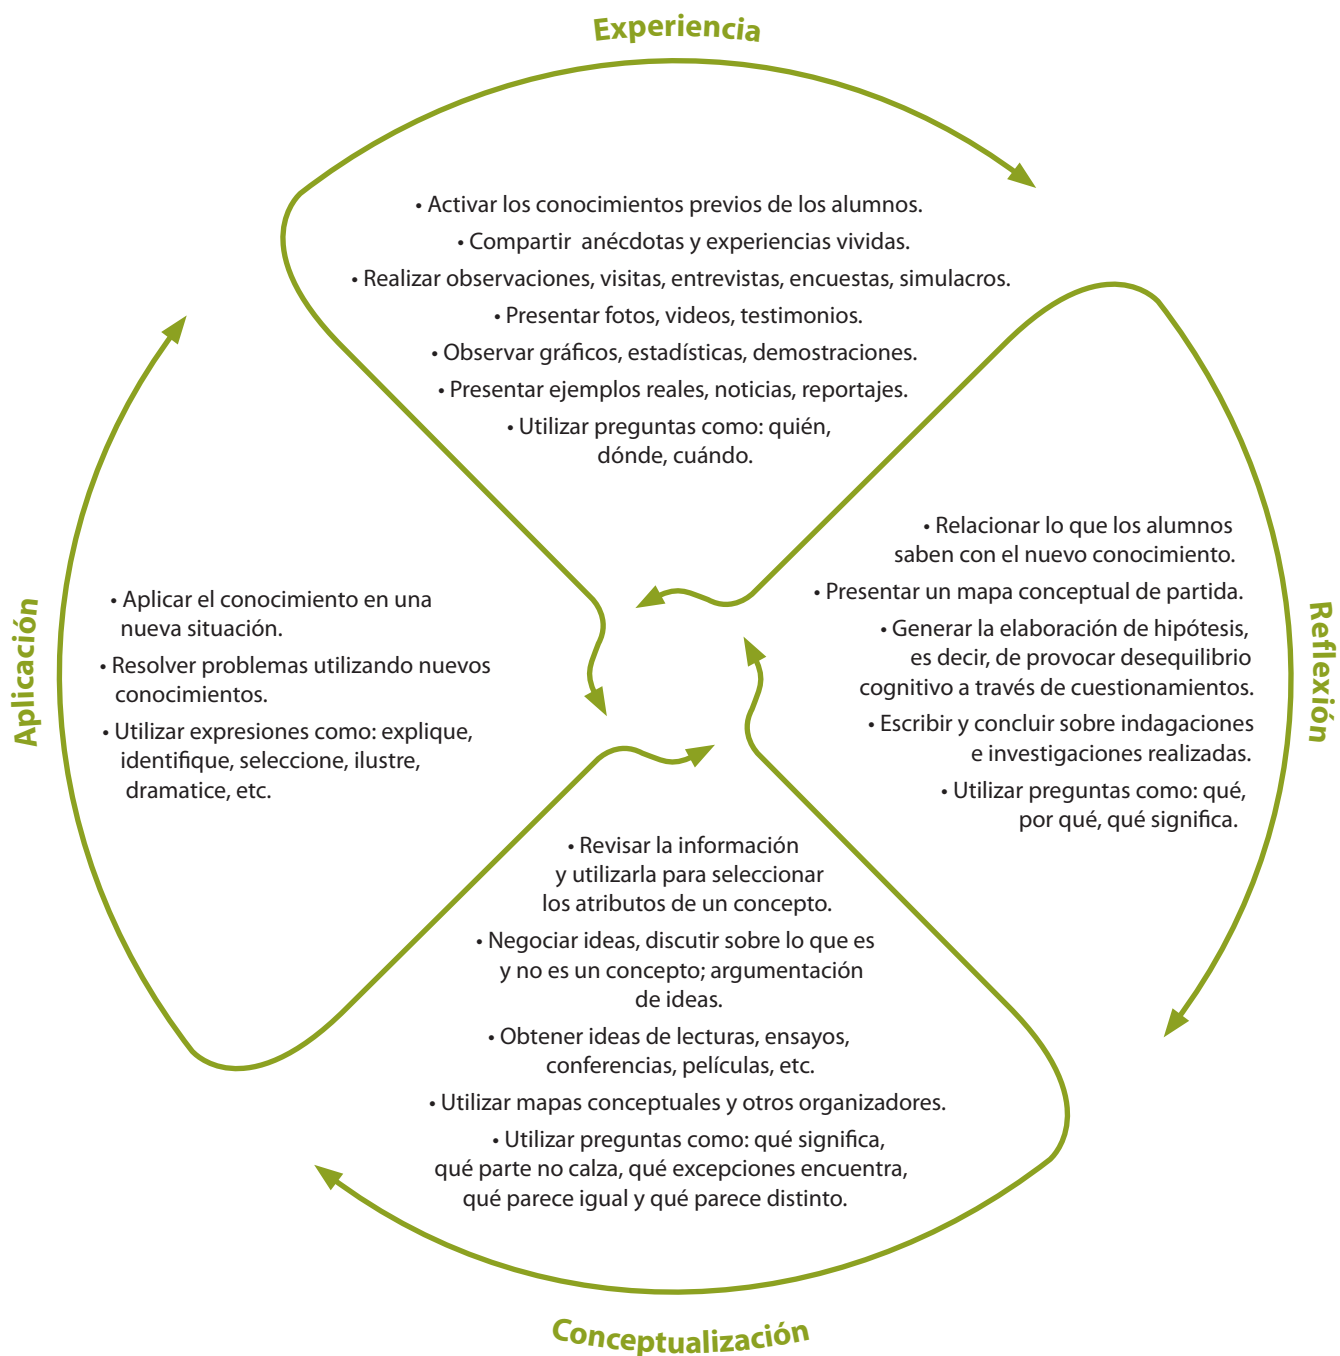 Experiencia
• Activar los conocimientos previos de los alumnos.
• Compartir anécdotas y experiencias vividas.
• Realizar observaciones, visitas, entrevistas, encuestas, simulacros.
• Presentar fotos, videos, testimonios.
• Observar gráficos, estadísticas, demostraciones.
• Presentar ejemplos reales, noticias, reportajes.
• Utilizar preguntas como: quién,
dónde, cuándo.
Reflexión
• Relacionar lo que los alumnos
saben con el nuevo conocimiento.
• Presentar un mapa conceptual de partida.
• Generar la elaboración de hipótesis,
es decir, de provocar desequilibrio
cognitivo a través de cuestionamientos.
• Escribir y concluir sobre indagaciones
e investigaciones realizadas.
• Utilizar preguntas como: qué,
por qué, qué significa.
Conceptualización
• Revisar la información
y utilizarla para seleccionar
los atributos de un concepto.
• Negociar ideas, discutir sobre lo que es
y no es un concepto; argumentación
de ideas.
• Obtener ideas de lecturas, ensayos,
conferencias, películas, etc.
• Utilizar mapas conceptuales y otros organizadores.
• Utilizar preguntas como: qué significa,
qué parte no calza, qué excepciones encuentra,
qué parece igual y qué parece distinto.
Aplicación
• Aplicar el conocimiento en una
nueva situación.
• Resolver problemas utilizando nuevos
conocimientos.
• Utilizar expresiones como: explique,
identifique, seleccione, ilustre,
dramatice, etc.